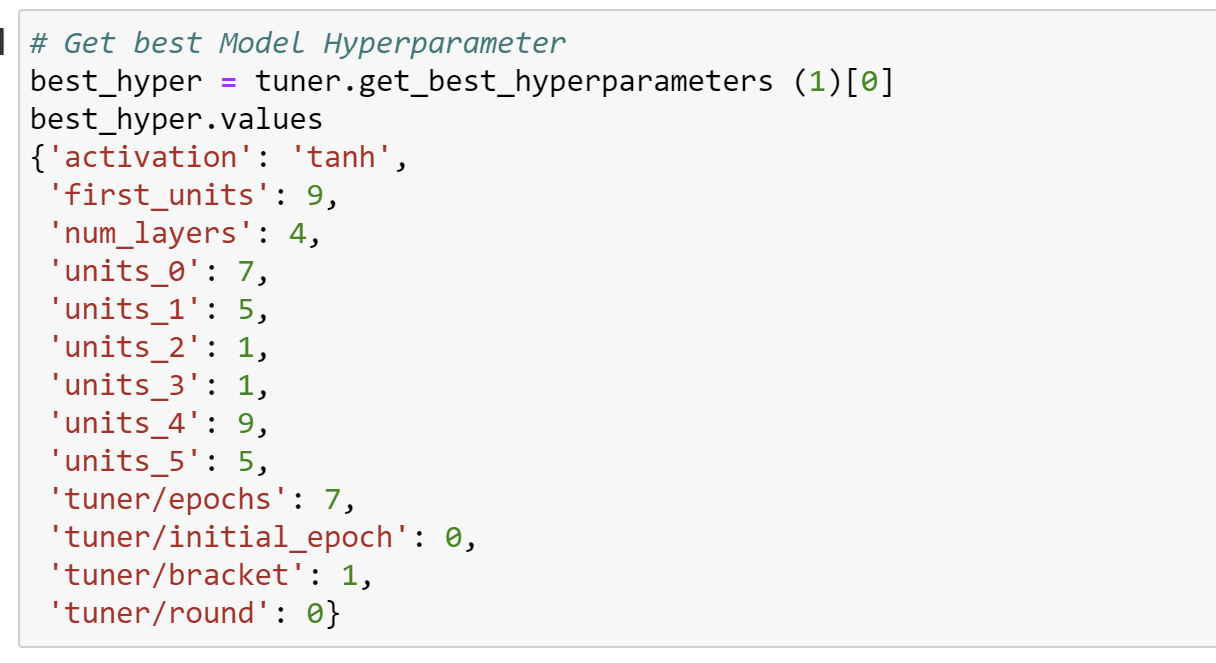 # Get best Model Hyperparameter
best_hyper = tuner.get_best_hyperparameters (1)[0]
best_hyper.values
{'activation': 'tanh',
 'first_units': 9,
 'num_layers': 4,
 'units_0': 7,
 'units_1': 5,
 'units_2': 1,
 'units_3': 1,
 'units_4': 9,
 'units_5': 5,
 'tuner/epochs': 7,
 'tuner/initial_epoch': 0,
 'tuner/bracket': 1,
 'tuner/round': 0}